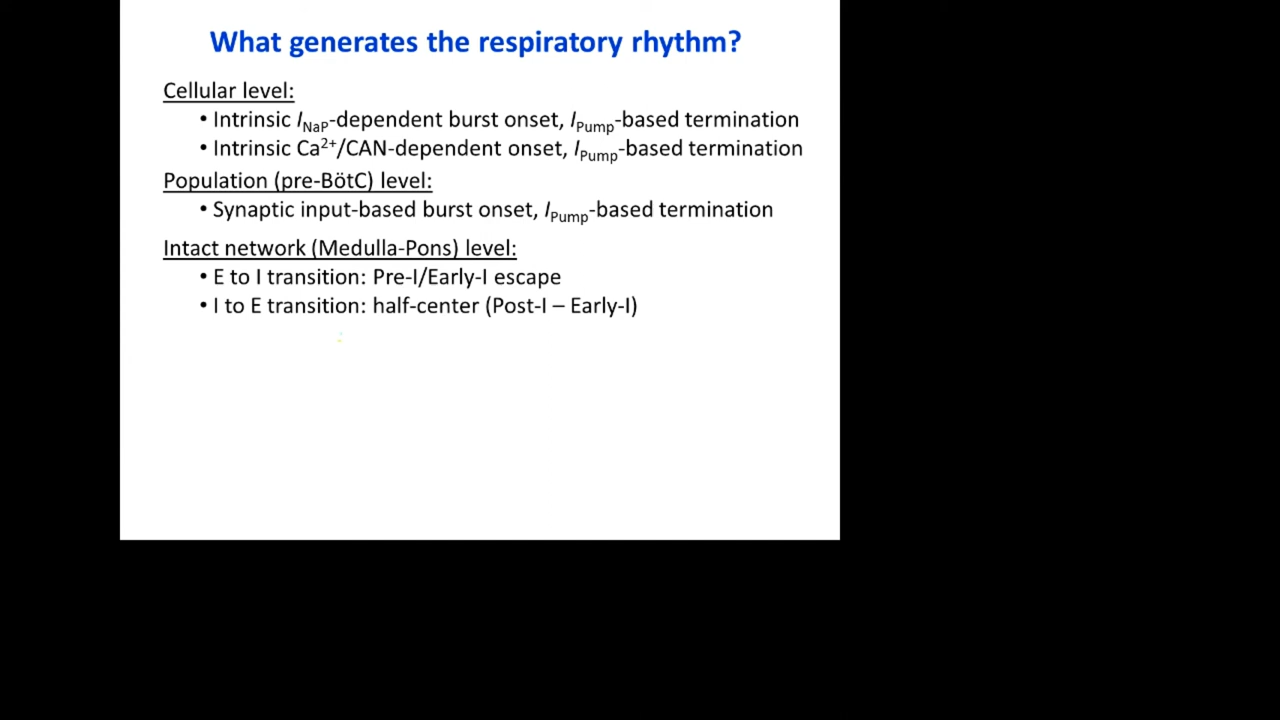 What generates the respiratory rhythm?
Cellular level:
• Intrinsic INaP-dependent burst onset, IPump-based termination
• Intrinsic Ca2+/CAN-dependent onset, IPump-based termination
Population (pre-BötC) level:
• Synaptic input-based burst onset, IPump-based termination
Intact network (Medulla-Pons) level:
• E to I transition: Pre-I/Early-I escape
• I to E transition: half-center (Post-I – Early-I)